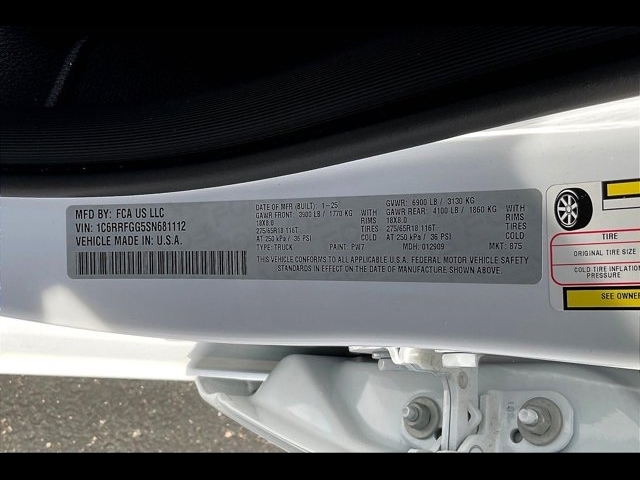 MFD BY: FCA US LLC
VIN: 1C6RRFGG5SN681112
VEHICLE MADE IN: U.S.A.
DATE OF MFR (BUILT): 1-25
GAWR FRONT: 3900 LB / 1770 KG WITH
18X8.0 RIMS
275/65R18 116T TIRES
AT 250 kPa / 36 PSI COLD
TYPE: TRUCK PAINT: PW7
GVWR: 6900 LB / 3130 KG
GAWR REAR: 4100 LB / 1860 KG WITH
18X8.0 RIMS
275/65R18 116T TIRES
AT 250 kPa / 36 PSI COLD
MDH: 012909 MKT: 875
THIS VEHICLE CONFORMS TO ALL APPLICABLE U.S.A. FEDERAL MOTOR VEHICLE SAFETY
STANDARDS IN EFFECT ON THE DATE OF MANUFACTURE SHOWN ABOVE.
TIRE
ORIGINAL TIRE SIZE
COLD TIRE INFLATION
PRESSURE
SEE OWNER